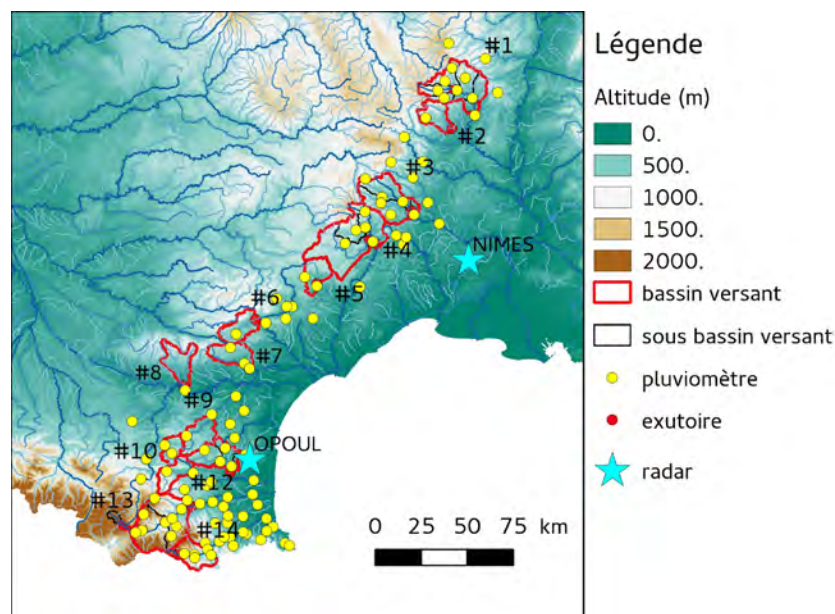 #1
#2
#3
NIMES
#4
#5
#6
#7
#8
#9
#10
OPOUL
#12
#13
#14
0 25 50 75 km
Légende
Altitude (m)
0.
500.
1000.
1500.
2000.
bassin versant
sous bassin versant
pluviomètre
exutoire
radar